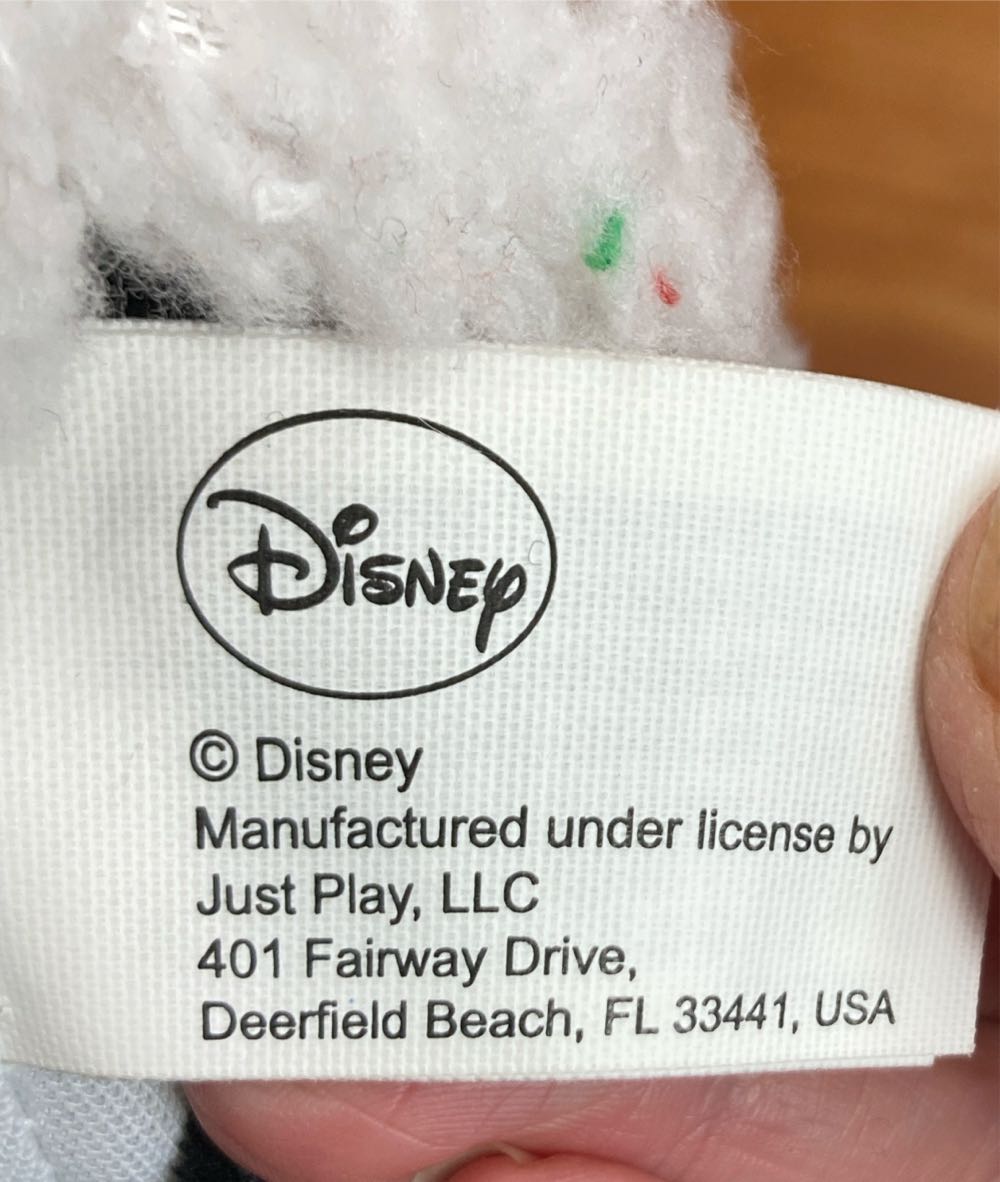 Disney
© Disney
Manufactured under license by
Just Play, LLC
401 Fairway Drive,
Deerfield Beach, FL 33441, USA